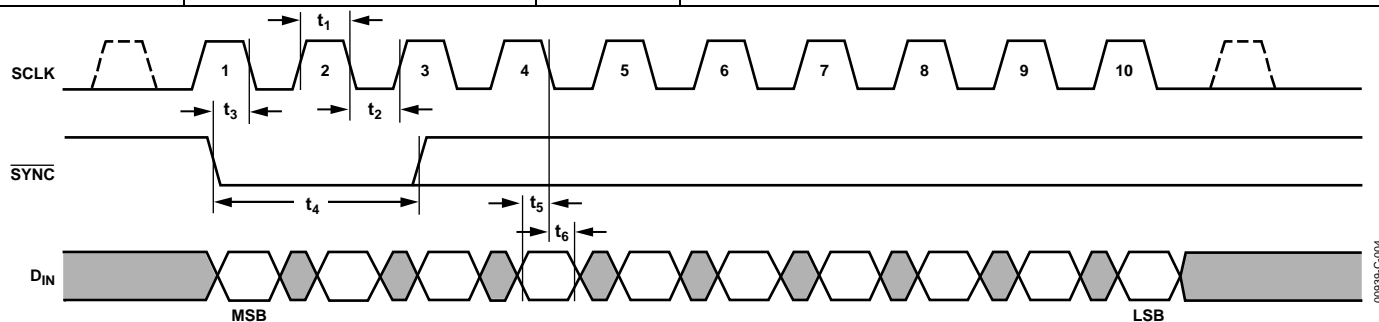 t1
SCLK
1 2 3 4 5 6 7 8 9 10
t3
t2
SYNC
t4
t5
t6
DIN
MSB
LSB
00939-C-004